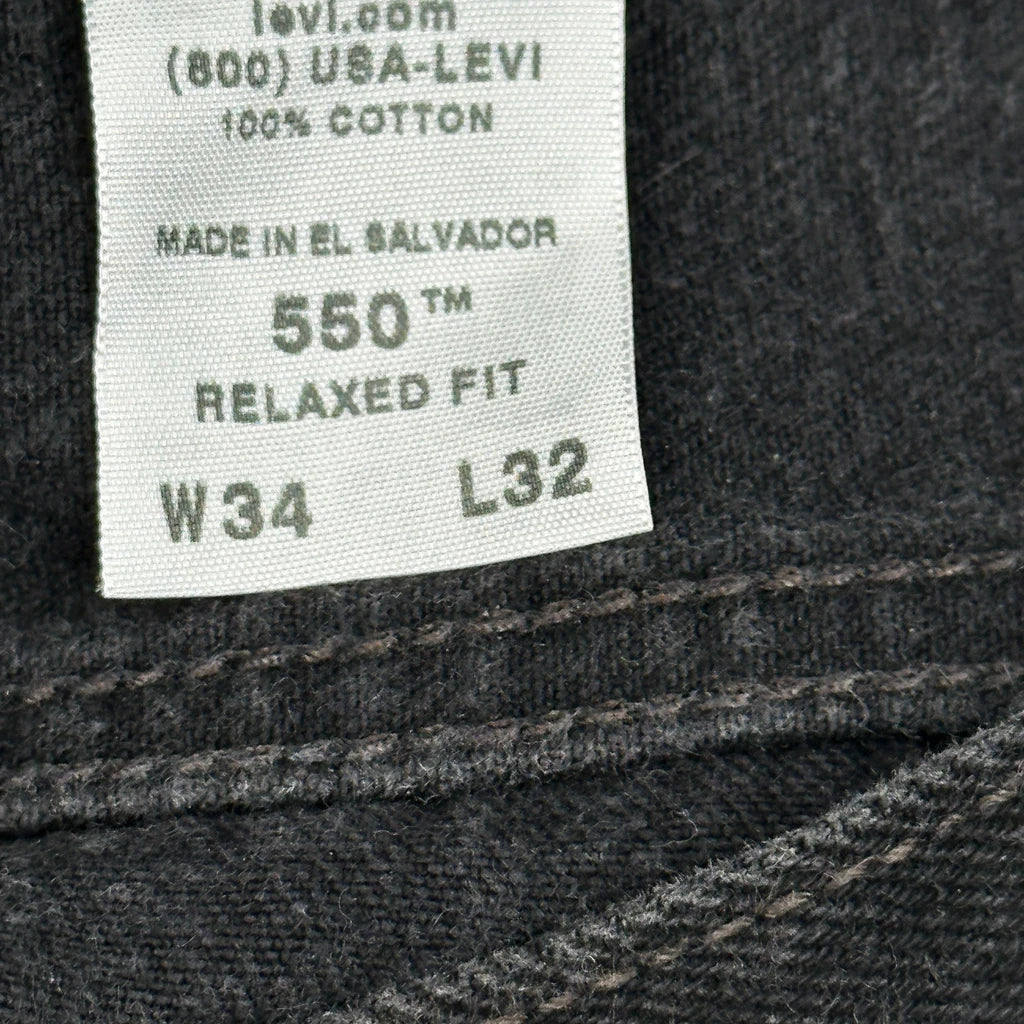 levi.com
(800) USA-LEVI
100% COTTON
MADE IN EL SALVADOR
550™
RELAXED FIT
W34 L32